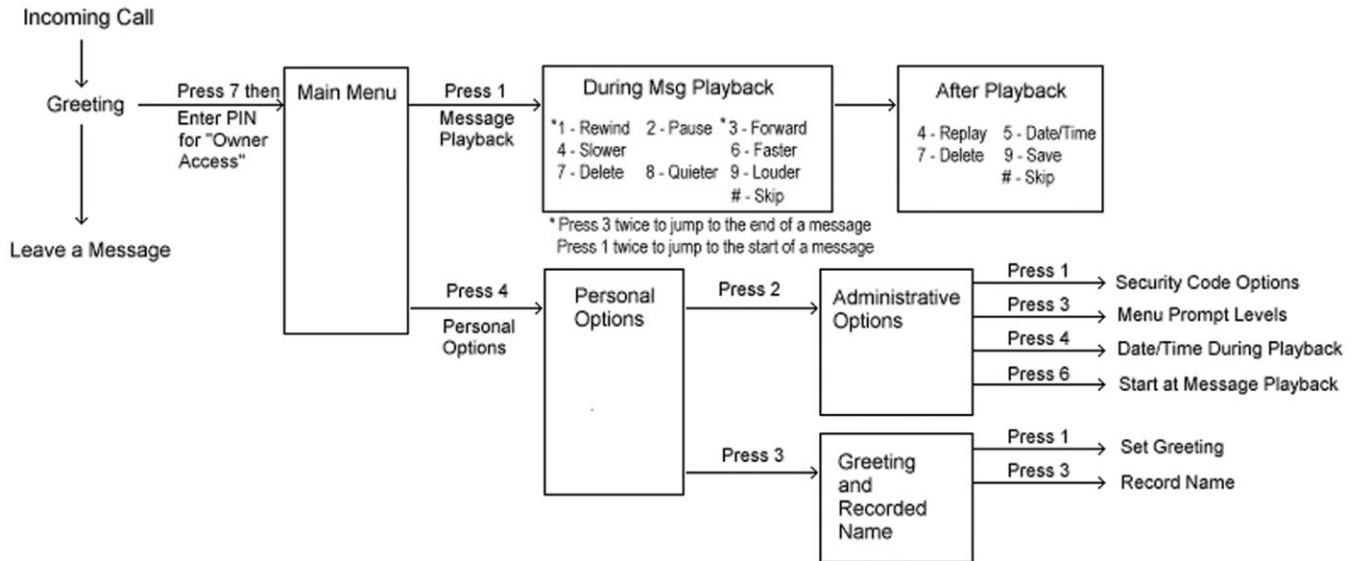 Incoming Call
Greeting
Leave a Message
Press 7 then
Enter PIN
for "Owner
Access"
Main Menu
Press 1
Message
Playback
During Msg Playback
*1 - Rewind 2 - Pause *3 - Forward
4 - Slower 6 - Faster
7 - Delete 8 - Quieter 9 - Louder
# - Skip
* Press 3 twice to jump to the end of a message
Press 1 twice to jump to the start of a message
After Playback
4 - Replay 5 - Date/Time
7 - Delete 9 - Save
# - Skip
Press 4
Personal
Options
Personal
Options
Press 2
Administrative
Options
Press 1
Security Code Options
Press 3
Menu Prompt Levels
Press 4
Date/Time During Playback
Press 6
Start at Message Playback
Press 3
Greeting
and
Recorded
Name
Press 1
Set Greeting
Press 3
Record Name